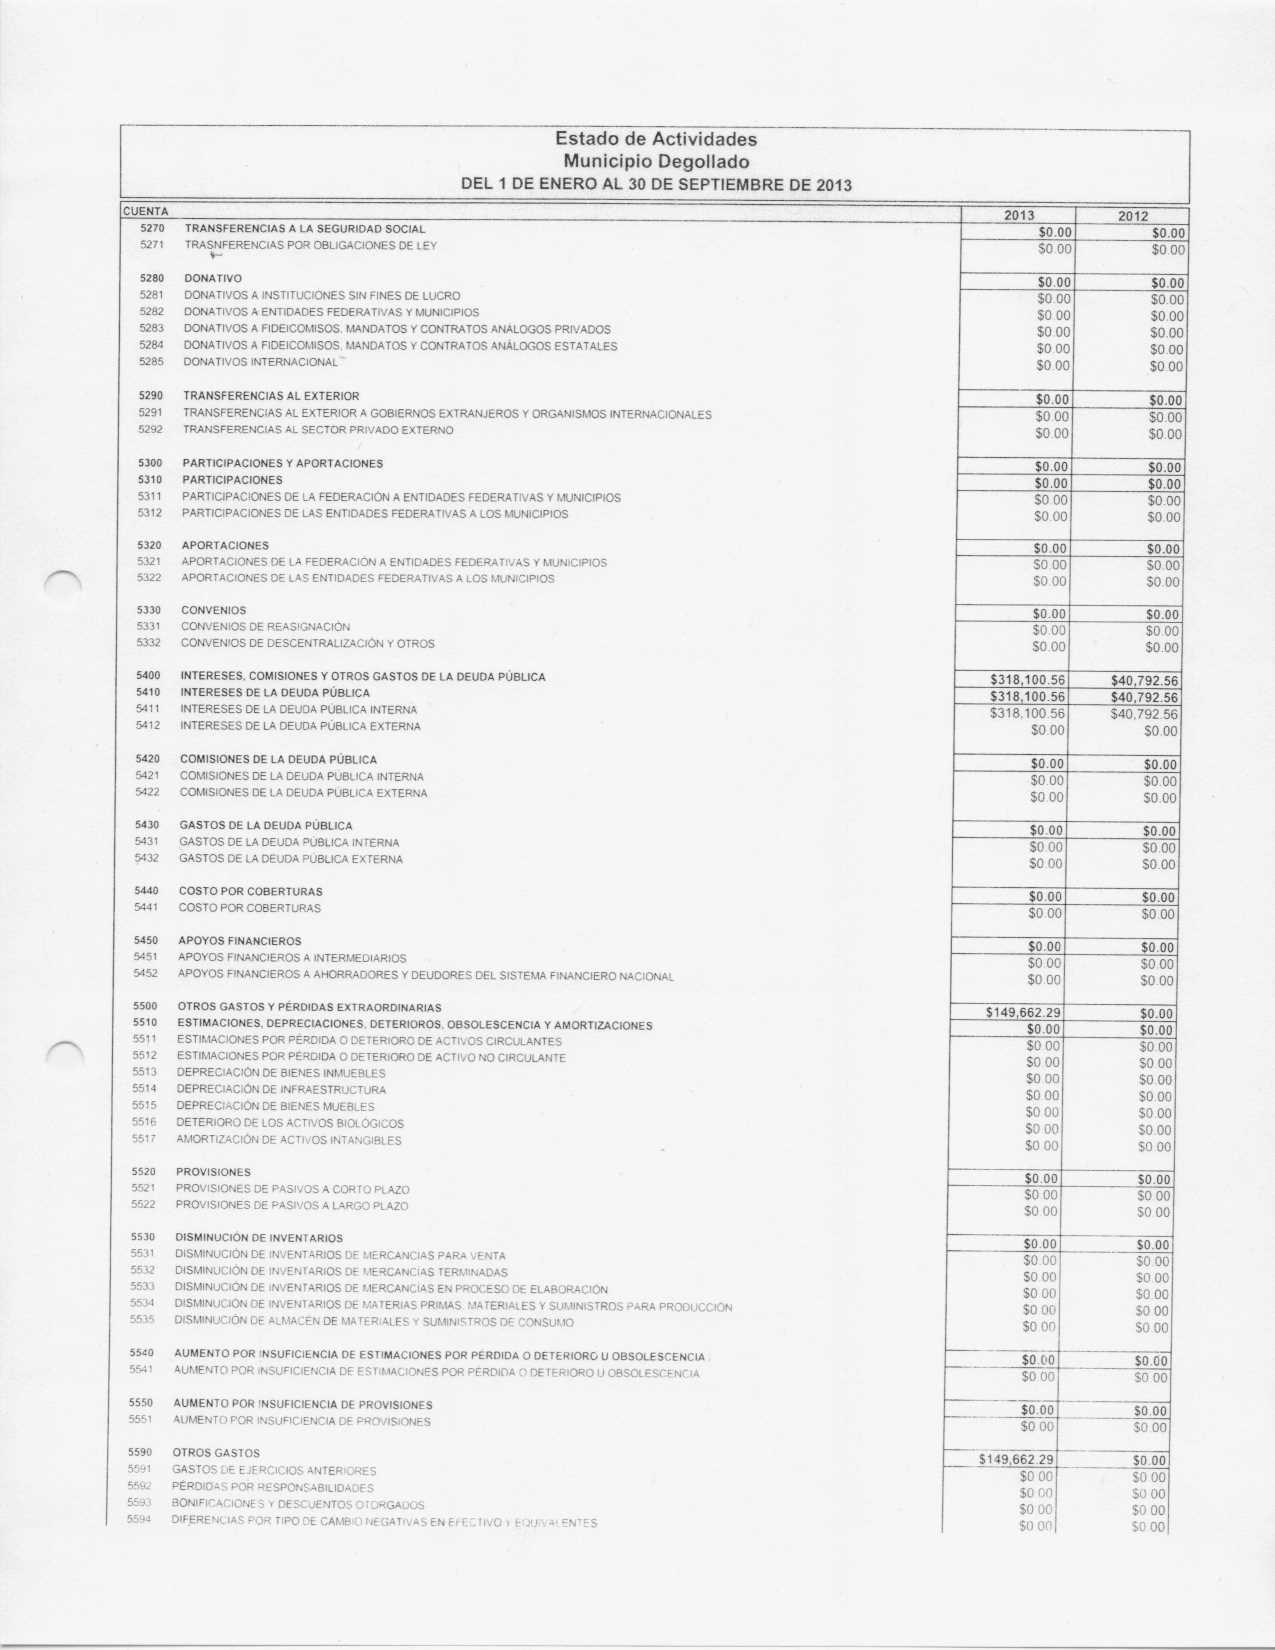 Estado de Actividades
Municipio Degollado
DEL 1 DE ENERO AL 30 DE SEPTIEMBRE DE 2013
CUENTA 2013 2012
5270 TRANSFERENCIAS A LA SEGURIDAD SOCIAL $0.00 $0.00
5271 TRASNFERENCIAS POR OBLIGACIONES DE LEY $0.00 $0.00
5280 DONATIVO $0.00 $0.00
5281 DONATIVOS A INSTITUCIONES SIN FINES DE LUCRO $0.00 $0.00
5282 DONATIVOS A ENTIDADES FEDERATIVAS Y MUNICIPIOS $0.00 $0.00
5283 DONATIVOS A FIDEICOMISOS, MANDATOS Y CONTRATOS ANÁLOGOS PRIVADOS $0.00 $0.00
5284 DONATIVOS A FIDEICOMISOS, MANDATOS Y CONTRATOS ANÁLOGOS ESTATALES $0.00 $0.00
5285 DONATIVOS INTERNACIONAL $0.00 $0.00
5290 TRANSFERENCIAS AL EXTERIOR $0.00 $0.00
5291 TRANSFERENCIAS AL EXTERIOR A GOBIERNOS EXTRANJEROS Y ORGANISMOS INTERNACIONALES $0.00 $0.00
5292 TRANSFERENCIAS AL SECTOR PRIVADO EXTERNO $0.00 $0.00
5300 PARTICIPACIONES Y APORTACIONES $0.00 $0.00
5310 PARTICIPACIONES $0.00 $0.00
5311 PARTICIPACIONES DE LA FEDERACIÓN A ENTIDADES FEDERATIVAS Y MUNICIPIOS $0.00 $0.00
5312 PARTICIPACIONES DE LAS ENTIDADES FEDERATIVAS A LOS MUNICIPIOS $0.00 $0.00
5320 APORTACIONES $0.00 $0.00
5321 APORTACIONES DE LA FEDERACIÓN A ENTIDADES FEDERATIVAS Y MUNICIPIOS $0.00 $0.00
5322 APORTACIONES DE LAS ENTIDADES FEDERATIVAS A LOS MUNICIPIOS $0.00 $0.00
5330 CONVENIOS $0.00 $0.00
5331 CONVENIOS DE REASIGNACIÓN $0.00 $0.00
5332 CONVENIOS DE DESCENTRALIZACIÓN Y OTROS $0.00 $0.00
5400 INTERESES, COMISIONES Y OTROS GASTOS DE LA DEUDA PÚBLICA $318,100.56 $40,792.56
5410 INTERESES DE LA DEUDA PÚBLICA $318,100.56 $40,792.56
5411 INTERESES DE LA DEUDA PÚBLICA INTERNA $318,100.56 $40,792.56
5412 INTERESES DE LA DEUDA PÚBLICA EXTERNA $0.00 $0.00
5420 COMISIONES DE LA DEUDA PÚBLICA $0.00 $0.00
5421 COMISIONES DE LA DEUDA PÚBLICA INTERNA $0.00 $0.00
5422 COMISIONES DE LA DEUDA PÚBLICA EXTERNA $0.00 $0.00
5430 GASTOS DE LA DEUDA PÚBLICA $0.00 $0.00
5431 GASTOS DE LA DEUDA PÚBLICA INTERNA $0.00 $0.00
5432 GASTOS DE LA DEUDA PÚBLICA EXTERNA $0.00 $0.00
5440 COSTO POR COBERTURAS $0.00 $0.00
5441 COSTO POR COBERTURAS $0.00 $0.00
5450 APOYOS FINANCIEROS $0.00 $0.00
5451 APOYOS FINANCIEROS A INTERMEDIARIOS $0.00 $0.00
5452 APOYOS FINANCIEROS A AHORRADORES Y DEUDORES DEL SISTEMA FINANCIERO NACIONAL $0.00 $0.00
5500 OTROS GASTOS Y PÉRDIDAS EXTRAORDINARIAS $149,662.29 $0.00
5510 ESTIMACIONES, DEPRECIACIONES, DETERIOROS, OBSOLESCENCIA Y AMORTIZACIONES $0.00 $0.00
5511 ESTIMACIONES POR PÉRDIDA O DETERIORO DE ACTIVOS CIRCULANTES $0.00 $0.00
5512 ESTIMACIONES POR PÉRDIDA O DETERIORO DE ACTIVO NO CIRCULANTE $0.00 $0.00
5513 DEPRECIACIÓN DE BIENES INMUEBLES $0.00 $0.00
5514 DEPRECIACIÓN DE INFRAESTRUCTURA $0.00 $0.00
5515 DEPRECIACIÓN DE BIENES MUEBLES $0.00 $0.00
5516 DETERIORO DE LOS ACTIVOS BIOLÓGICOS $0.00 $0.00
5517 AMORTIZACIÓN DE ACTIVOS INTANGIBLES $0.00 $0.00
5520 PROVISIONES $0.00 $0.00
5521 PROVISIONES DE PASIVOS A CORTO PLAZO $0.00 $0.00
5522 PROVISIONES DE PASIVOS A LARGO PLAZO $0.00 $0.00
5530 DISMINUCIÓN DE INVENTARIOS $0.00 $0.00
5531 DISMINUCIÓN DE INVENTARIOS DE MERCANCIAS PARA VENTA $0.00 $0.00
5532 DISMINUCIÓN DE INVENTARIOS DE MERCANCIAS TERMINADAS $0.00 $0.00
5533 DISMINUCIÓN DE INVENTARIOS DE MERCANCÍAS EN PROCESO DE ELABORACIÓN $0.00 $0.00
5534 DISMINUCIÓN DE INVENTARIOS DE MATERIAS PRIMAS, MATERIALES Y SUMINISTROS PARA PRODUCCIÓN $0.00 $0.00
5535 DISMINUCIÓN DE ALMACÉN DE MATERIALES Y SUMINISTROS DE CONSUMO $0.00 $0.00
5540 AUMENTO POR INSUFICIENCIA DE ESTIMACIONES POR PÉRDIDA O DETERIORO U OBSOLESCENCIA $0.00 $0.00
5541 AUMENTO POR INSUFICIENCIA DE ESTIMACIONES POR PÉRDIDA O DETERIORO U OBSOLESCENCIA $0.00 $0.00
5550 AUMENTO POR INSUFICIENCIA DE PROVISIONES $0.00 $0.00
5551 AUMENTO POR INSUFICIENCIA DE PROVISIONES $0.00 $0.00
5590 OTROS GASTOS $149,662.29 $0.00
5591 GASTOS DE EJERCICIOS ANTERIORES $0.00 $0.00
5592 PÉRDIDAS POR RESPONSABILIDADES $0.00 $0.00
5593 BONIFICACIONES Y DESCUENTOS OTORGADOS $0.00 $0.00
5594 DIFERENCIAS POR TIPO DE CAMBIO NEGATIVAS EN EFECTIVO Y EQUIVALENTES $0.00 $0.00